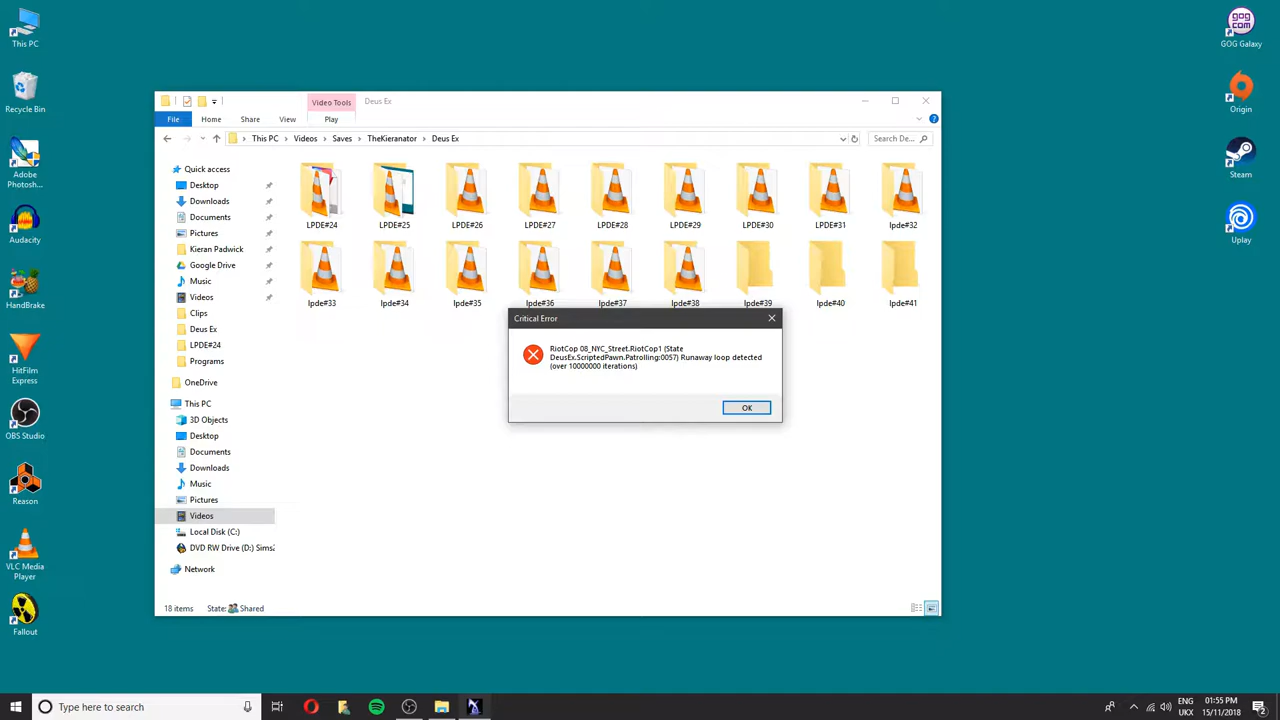 This PC
Recycle Bin
Adobe
Photosh...
Audacity
HandBrake
HitFilm
Express
OBS Studio
Reason
VLC Media
Player
Fallout
GOG
COM
GOG Galaxy
Origin
Steam
Uplay
Video Tools
Deus Ex
File
Home
Share
View
Play
This PC
Videos
Saves
TheKieranator
Deus Ex
Search De...
Quick access
Desktop
Downloads
Documents
Pictures
Kieran Padwick
Google Drive
Music
Videos
Clips
Deus Ex
LPDE#24
Programs
OneDrive
This PC
3D Objects
Desktop
Documents
Downloads
Music
Pictures
Videos
Local Disk (C:)
DVD RW Drive (D:) Sims2
Network
LPDE#24
LPDE#25
LPDE#26
LPDE#27
LPDE#28
LPDE#29
LPDE#30
LPDE#31
lpde#32
lpde#33
lpde#34
lpde#35
lpde#36
lpde#37
lpde#38
lpde#39
lpde#40
lpde#41
Critical Error
RiotCop 08_NYC_Street.RiotCop1 (State
DeusEx.ScriptedPawn.Patrolling:0057) Runaway loop detected
(over 10000000 iterations)
OK
18 items
State:
Shared
Type here to search
ENG
UKX
01:55 PM
15/11/2018
2